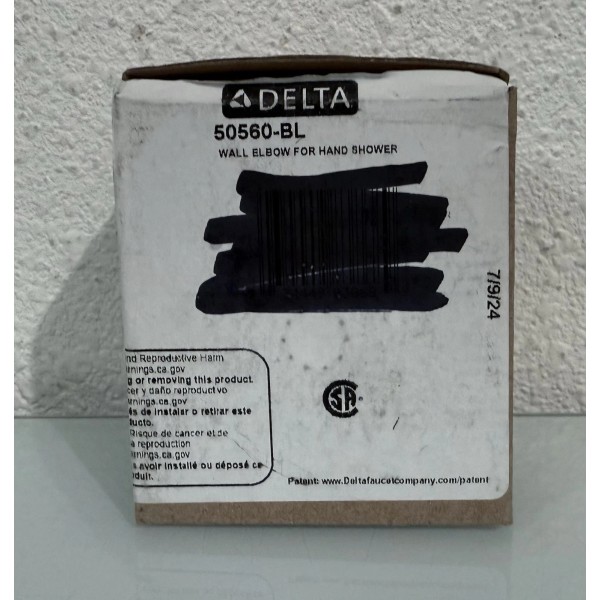 DELTA
50560-BL
WALL ELBOW FOR HAND SHOWER
7/9/24
nd Reproductive Harm
rnings.ca.gov
g or removing this product.
cer y daño reproductivo
rnings.ca.gov
és de instalar o retirar este
ducto.
Risque de cancer et de
a reproduction
rnings.ca.gov
s avoir installé ou déposé ce
duit.
SA
Patent: www.Deltafaucetcompany.com/patent